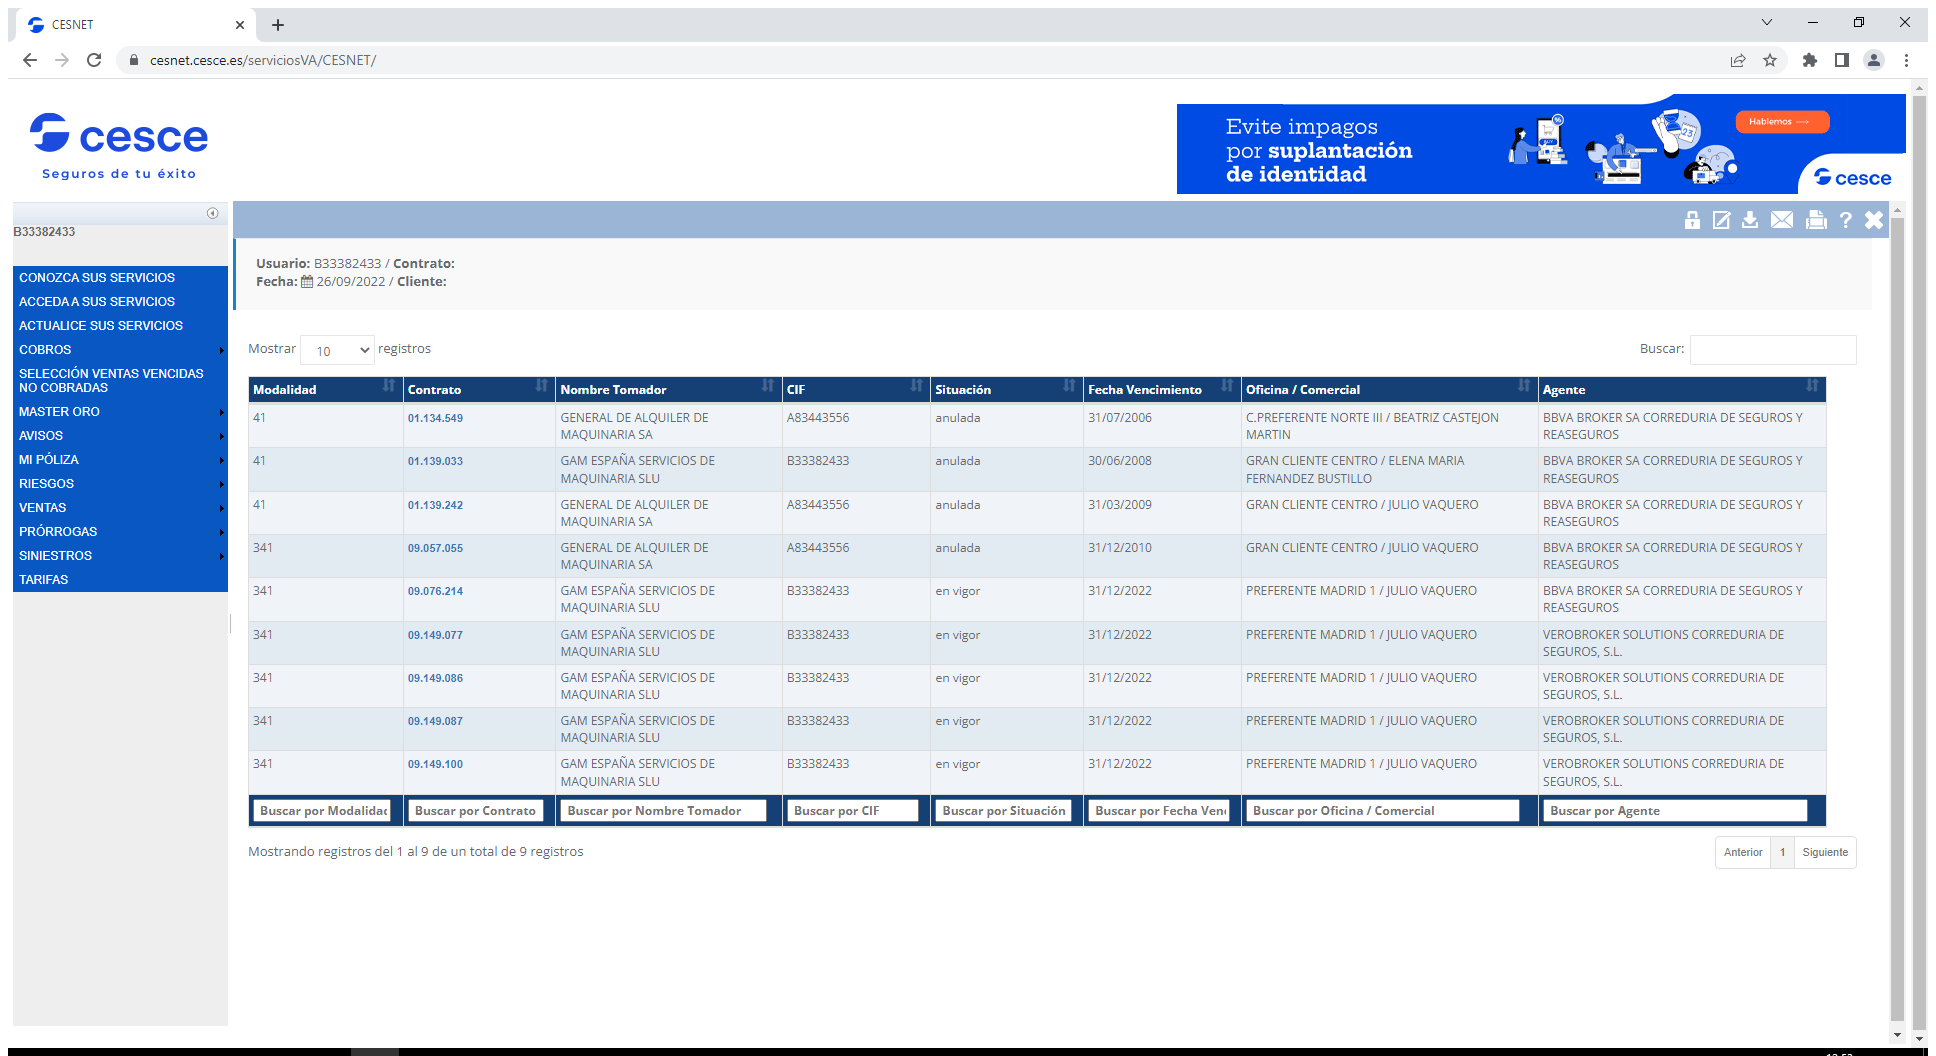 CESNET
cesnet.cesce.es/serviciosVA/CESNET/
cesce
Seguros de tu éxito
Evite impagos
por suplantación
de identidad
Hablemos →
cesce
B33382433
CONOZCA SUS SERVICIOS
ACCEDA A SUS SERVICIOS
ACTUALICE SUS SERVICIOS
COBROS
SELECCIÓN VENTAS VENCIDAS
NO COBRADAS
MASTER ORO
AVISOS
MI PÓLIZA
RIESGOS
VENTAS
PRÓRROGAS
SINIESTROS
TARIFAS
Usuario: B33382433 / Contrato:
Fecha: 26/09/2022 / Cliente:
Mostrar 10 registros Buscar:
Modalidad Contrato Nombre Tomador CIF Situación Fecha Vencimiento Oficina / Comercial Agente
41 01.134.549 GENERAL DE ALQUILER DE A83443556 anulada 31/07/2006 C.PREFERENTE NORTE III / BEATRIZ CASTEJON BBVA BROKER SA CORREDURIA DE SEGUROS Y
MAQUINARIA SA MARTIN REASEGUROS
41 01.139.033 GAM ESPAÑA SERVICIOS DE B33382433 anulada 30/06/2008 GRAN CLIENTE CENTRO / ELENA MARIA BBVA BROKER SA CORREDURIA DE SEGUROS Y
MAQUINARIA SLU FERNANDEZ BUSTILLO REASEGUROS
41 01.139.242 GENERAL DE ALQUILER DE A83443556 anulada 31/03/2009 GRAN CLIENTE CENTRO / JULIO VAQUERO BBVA BROKER SA CORREDURIA DE SEGUROS Y
MAQUINARIA SA REASEGUROS
341 09.057.055 GENERAL DE ALQUILER DE A83443556 anulada 31/12/2010 GRAN CLIENTE CENTRO / JULIO VAQUERO BBVA BROKER SA CORREDURIA DE SEGUROS Y
MAQUINARIA SA REASEGUROS
341 09.076.214 GAM ESPAÑA SERVICIOS DE B33382433 en vigor 31/12/2022 PREFERENTE MADRID 1 / JULIO VAQUERO BBVA BROKER SA CORREDURIA DE SEGUROS Y
MAQUINARIA SLU REASEGUROS
341 09.149.077 GAM ESPAÑA SERVICIOS DE B33382433 en vigor 31/12/2022 PREFERENTE MADRID 1 / JULIO VAQUERO VEROBROKER SOLUTIONS CORREDURIA DE
MAQUINARIA SLU SEGUROS, S.L.
341 09.149.086 GAM ESPAÑA SERVICIOS DE B33382433 en vigor 31/12/2022 PREFERENTE MADRID 1 / JULIO VAQUERO VEROBROKER SOLUTIONS CORREDURIA DE
MAQUINARIA SLU SEGUROS, S.L.
341 09.149.087 GAM ESPAÑA SERVICIOS DE B33382433 en vigor 31/12/2022 PREFERENTE MADRID 1 / JULIO VAQUERO VEROBROKER SOLUTIONS CORREDURIA DE
MAQUINARIA SLU SEGUROS, S.L.
341 09.149.100 GAM ESPAÑA SERVICIOS DE B33382433 en vigor 31/12/2022 PREFERENTE MADRID 1 / JULIO VAQUERO VEROBROKER SOLUTIONS CORREDURIA DE
MAQUINARIA SLU SEGUROS, S.L.
Buscar por Modalidad Buscar por Contrato Buscar por Nombre Tomador Buscar por CIF Buscar por Situación Buscar por Fecha Ven Buscar por Oficina / Comercial Buscar por Agente
Mostrando registros del 1 al 9 de un total de 9 registros Anterior 1 Siguiente